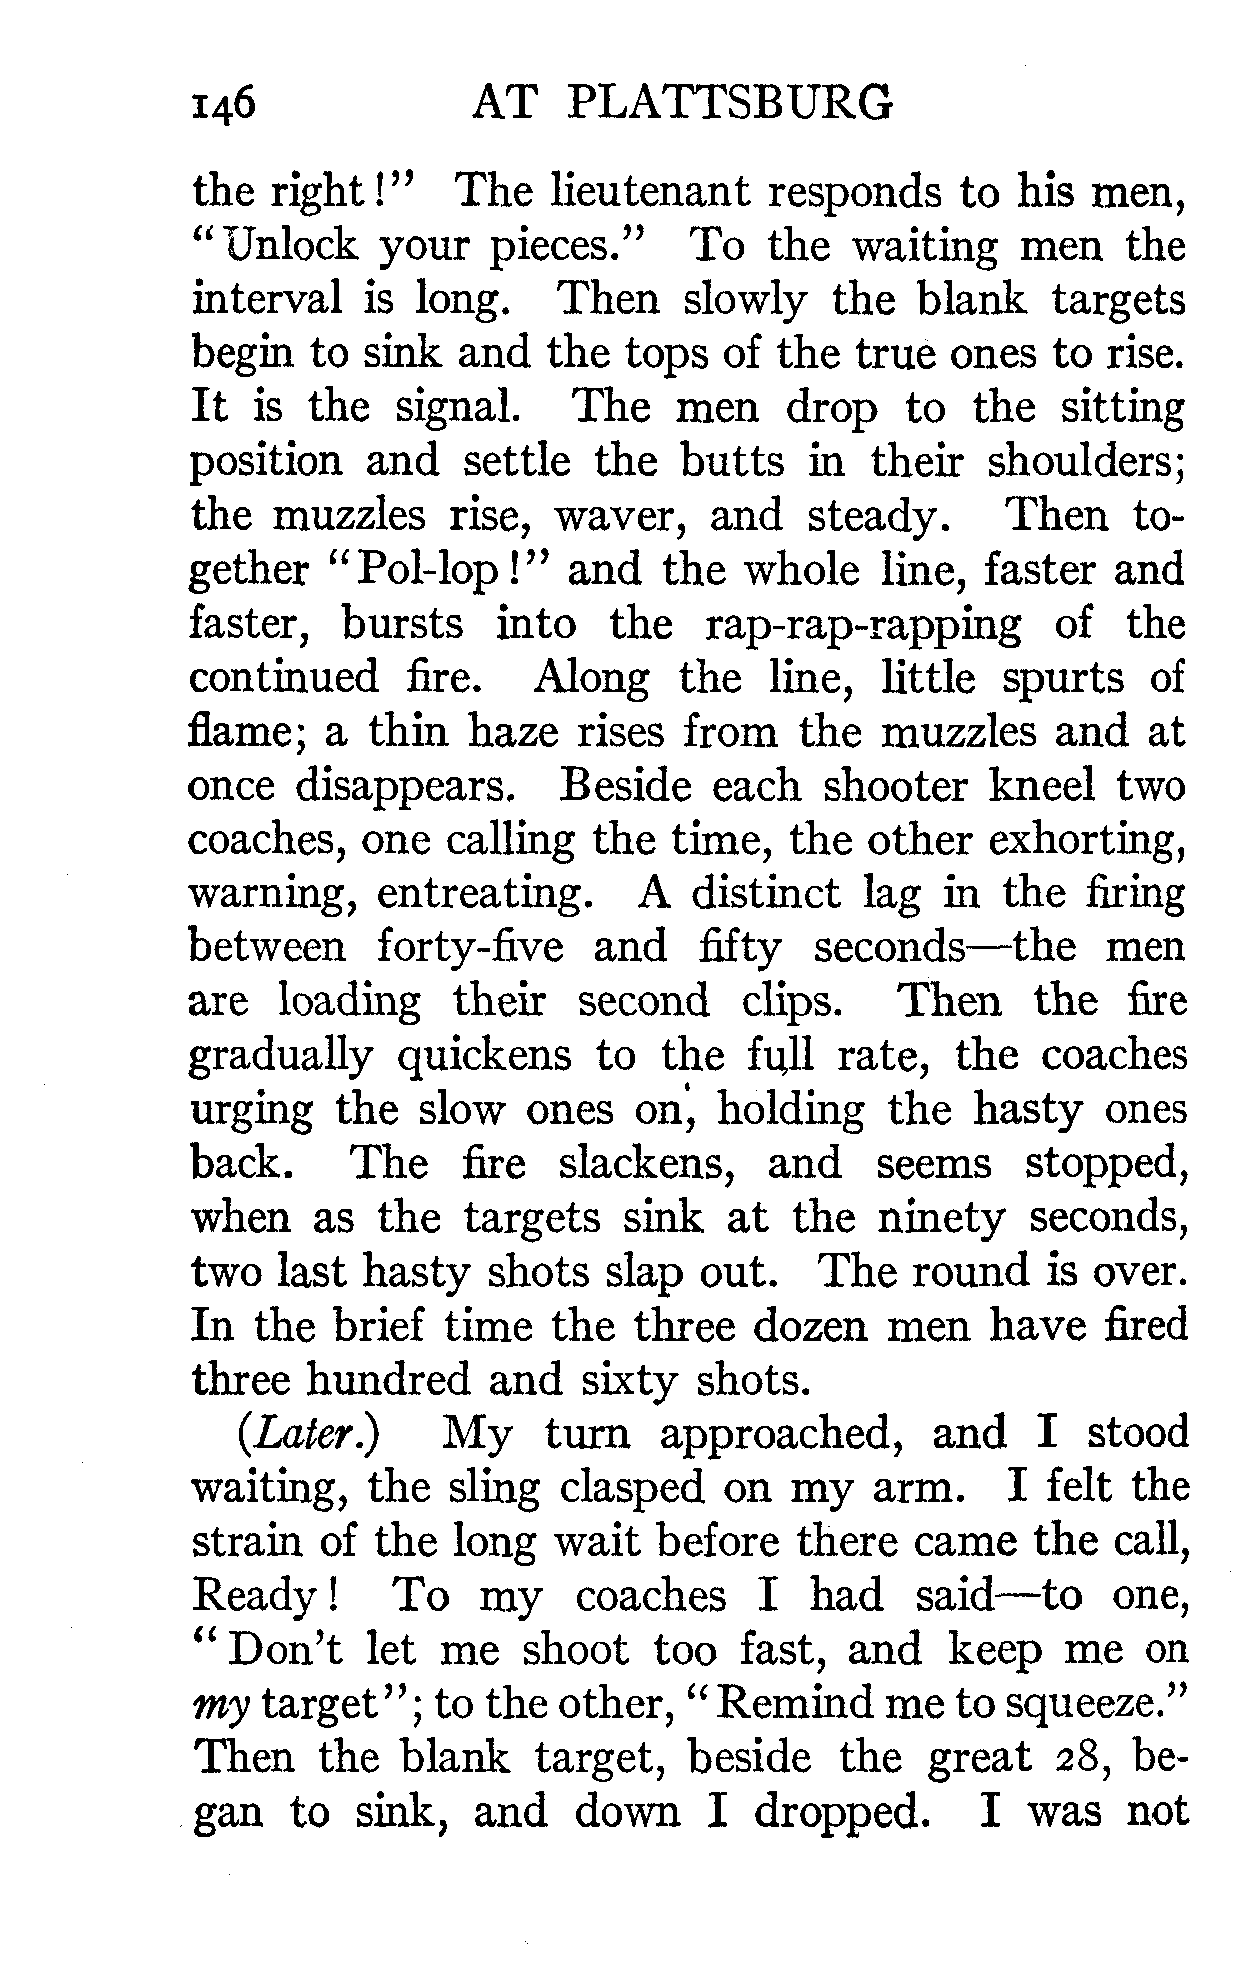 146 AT PLATTSBURG
the right!” The lieutenant responds to his men,
“Unlock your pieces.” To the waiting men the
interval is long. Then slowly the blank targets
begin to sink and the tops of the true ones to rise.
It is the signal. The men drop to the sitting
position and settle the butts in their shoulders;
the muzzles rise, waver, and steady. Then to-
gether “Pol-lop!” and the whole line, faster and
faster, bursts into the rap-rap-rapping of the
continued fire. Along the line, little spurts of
flame; a thin haze rises from the muzzles and at
once disappears. Beside each shooter kneel two
coaches, one calling the time, the other exhorting,
warning, entreating. A distinct lag in the firing
between forty-five and fifty seconds—the men
are loading their second clips. Then the fire
gradually quickens to the full rate, the coaches
urging the slow ones on, holding the hasty ones
back. The fire slackens, and seems stopped,
when as the targets sink at the ninety seconds,
two last hasty shots slap out. The round is over.
In the brief time the three dozen men have fired
three hundred and sixty shots.
(Later.) My turn approached, and I stood
waiting, the sling clasped on my arm. I felt the
strain of the long wait before there came the call,
Ready! To my coaches I had said—to one,
“Don’t let me shoot too fast, and keep me on
my target”; to the other, “Remind me to squeeze.”
Then the blank target, beside the great 28, be-
gan to sink, and down I dropped. I was not